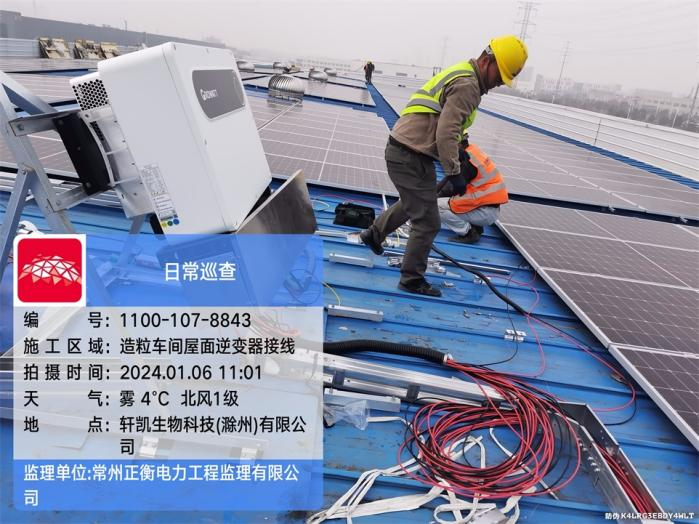 GROWATT
日常巡查
编号：1100-107-8843
施工区域：造粒车间屋面逆变器接线
拍摄时间：2024.01.06 11:01
天气：雾 4℃ 北风1级
地点：轩凯生物科技(滁州)有限公
司
监理单位:常州正衡电力工程监理有限公
司
防伪 K4LRG3EBDY4WLT